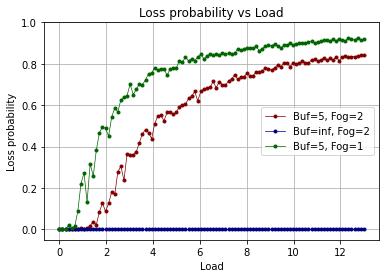 Loss probability vs Load
Loss probability
1.0
0.8
0.6
0.4
0.2
0.0
Buf=5, Fog=2
Buf=inf, Fog=2
Buf=5, Fog=1
0 2 4 6 8 10 12
Load